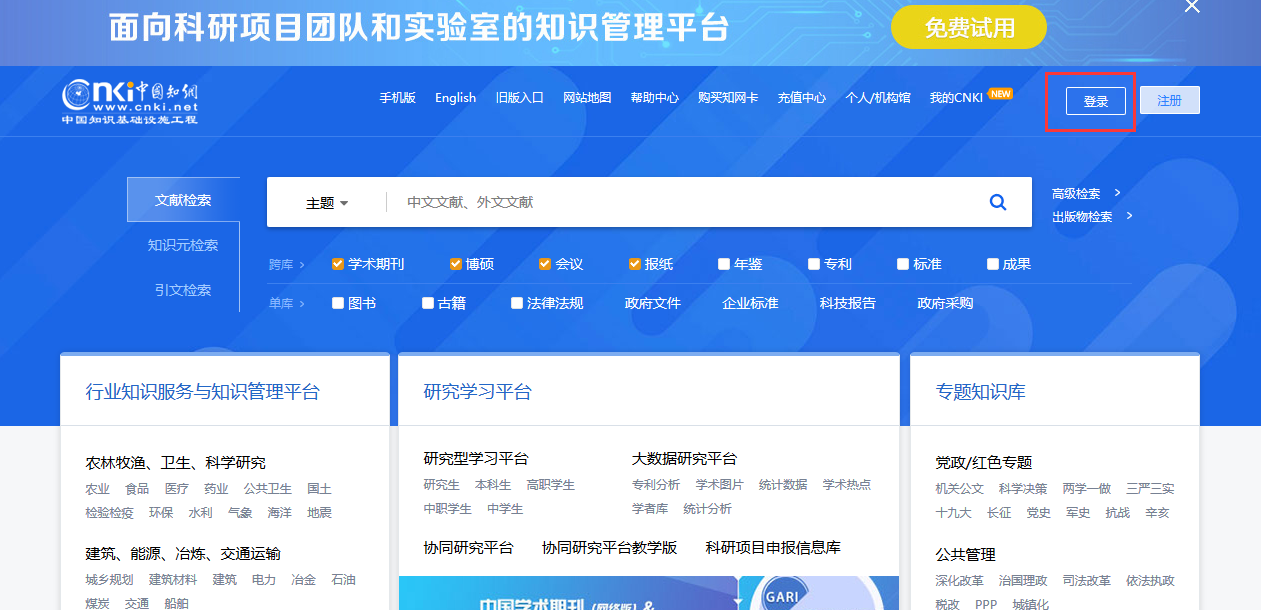 面向科研项目团队和实验室的知识管理平台 免费试用
Cnki中国知网
www.cnki.net
中国知识基础设施工程
手机版 English 旧版入口 网站地图 帮助中心 购买知网卡 充值中心 个人/机构馆 我的CNKI NEW 登录 注册
文献检索 主题 中文文献、外文文献 高级检索 >
出版物检索 >
知识元检索
引文检索
跨库 > 学术期刊 博硕 会议 报纸 年鉴 专利 标准 成果
单库 > 图书 古籍 法律法规 政府文件 企业标准 科技报告 政府采购
行业知识服务与知识管理平台
农林牧渔、卫生、科学研究
农业 食品 医疗 药业 公共卫生 国土
检验检疫 环保 水利 气象 海洋 地震
建筑、能源、冶炼、交通运输
城乡规划 建筑材料 建筑 电力 冶金 石油
煤炭 交通 船舶
研究学习平台
研究型学习平台
研究生 本科生 高职学生
中职学生 中学生
大数据研究平台
专利分析 学术图片 统计数据 学术热点
学者库 统计分析
协同研究平台 协同研究平台教学版 科研项目申报信息库
中国学术期刊(网络版)&
GARI
专题知识库
党政/红色专题
机关公文 科学决策 两学一做 三严三实
十九大 长征 党史 军史 抗战 辛亥
公共管理
深化改革 治国理政 司法改革 依法执政
税改 PPP 城镇化